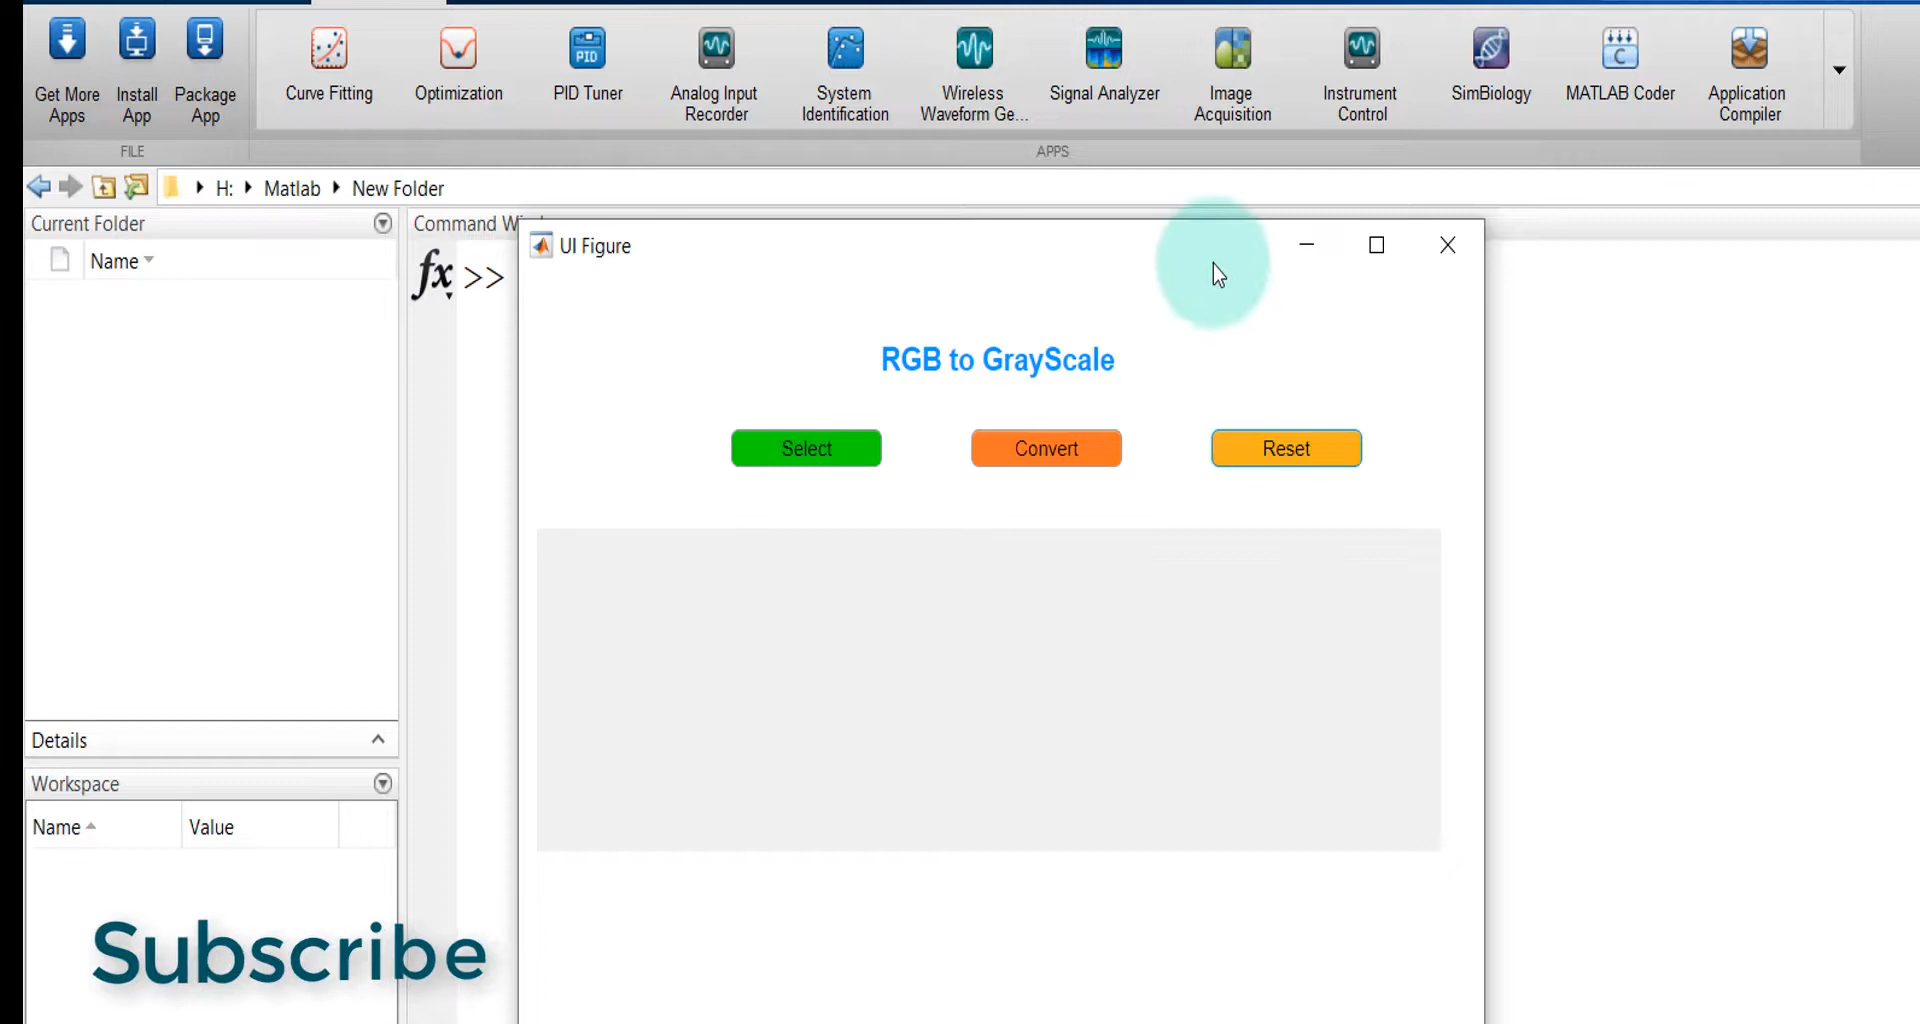 Get More Apps
Install App
Package App
Curve Fitting
Optimization
PID
PID Tuner
Analog Input Recorder
System Identification
Wireless Waveform Ge...
Signal Analyzer
Image Acquisition
Instrument Control
SimBiology
C
MATLAB Coder
Application Compiler
FILE
APPS
H: Matlab New Folder
Current Folder
Name
Command W
fx >>
UI Figure
RGB to GrayScale
Select
Convert
Reset
Details
Workspace
Name
Value
Subscribe